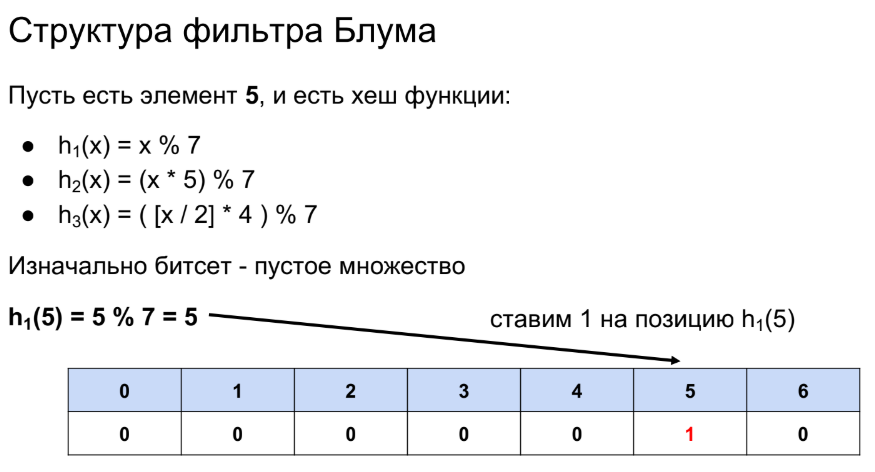 Структура фильтра Блума
Пусть есть элемент 5, и есть хеш функции:
● h₁(x) = x % 7
● h₂(x) = (x * 5) % 7
● h₃(x) = ( [x / 2] * 4 ) % 7
Изначально битсет - пустое множество
h₁(5) = 5 % 7 = 5
ставим 1 на позицию h₁(5)
0 1 2 3 4 5 6
0 0 0 0 0 1 0